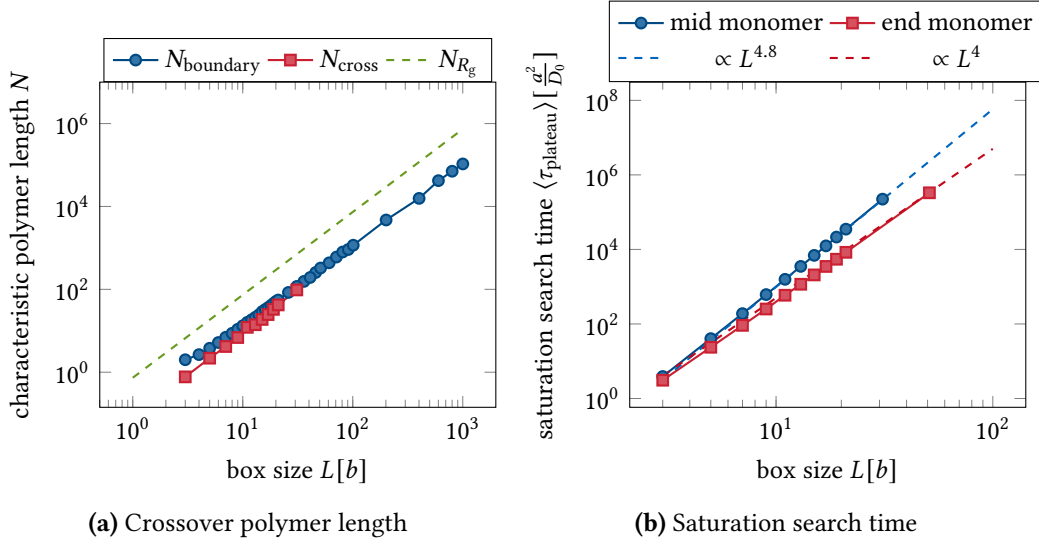 N_boundary N_cross N_{R_g}
characteristic polymer length N
10^6
10^4
10^2
10^0
10^0 10^1 10^2 10^3
box size L[b]
(a) Crossover polymer length
mid monomer end monomer
∝ L^{4.8} ∝ L^4
saturation search time ⟨τ_plateau⟩[a^2/D_0]
10^8
10^6
10^4
10^2
10^0
10^1 10^2
box size L[b]
(b) Saturation search time